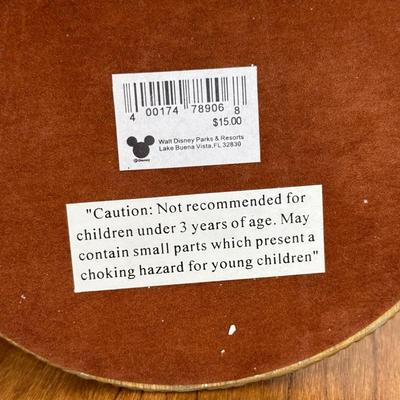 4 00174 78906 8
$15.00
Walt Disney Parks & Resorts
Lake Buena Vista, FL 32830
©Disney
"Caution: Not recommended for
children under 3 years of age. May
contain small parts which present a
choking hazard for young children"